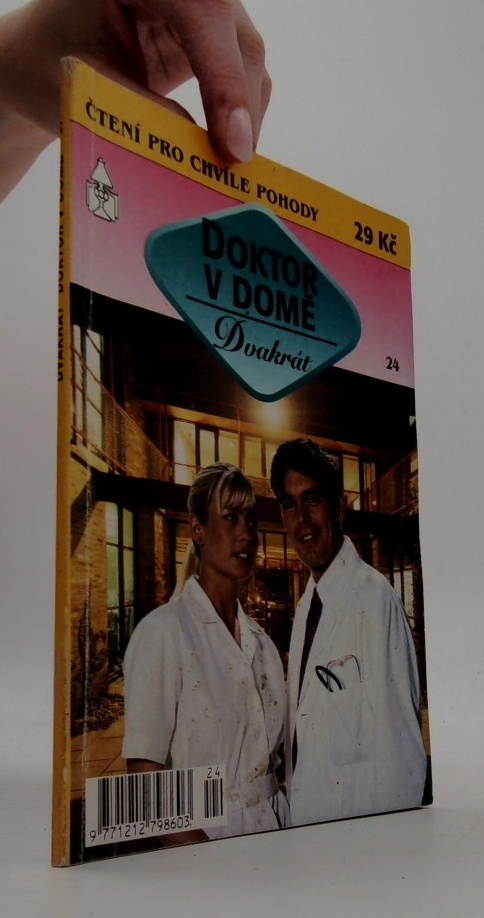 ČTENÍ PRO CHVÍLE POHODY
29 Kč
DOKTOR
V DOMĚ
Dvakrát
24
DVAKRÁT DOKTOR V DOMĚ
24
9 771212 798603